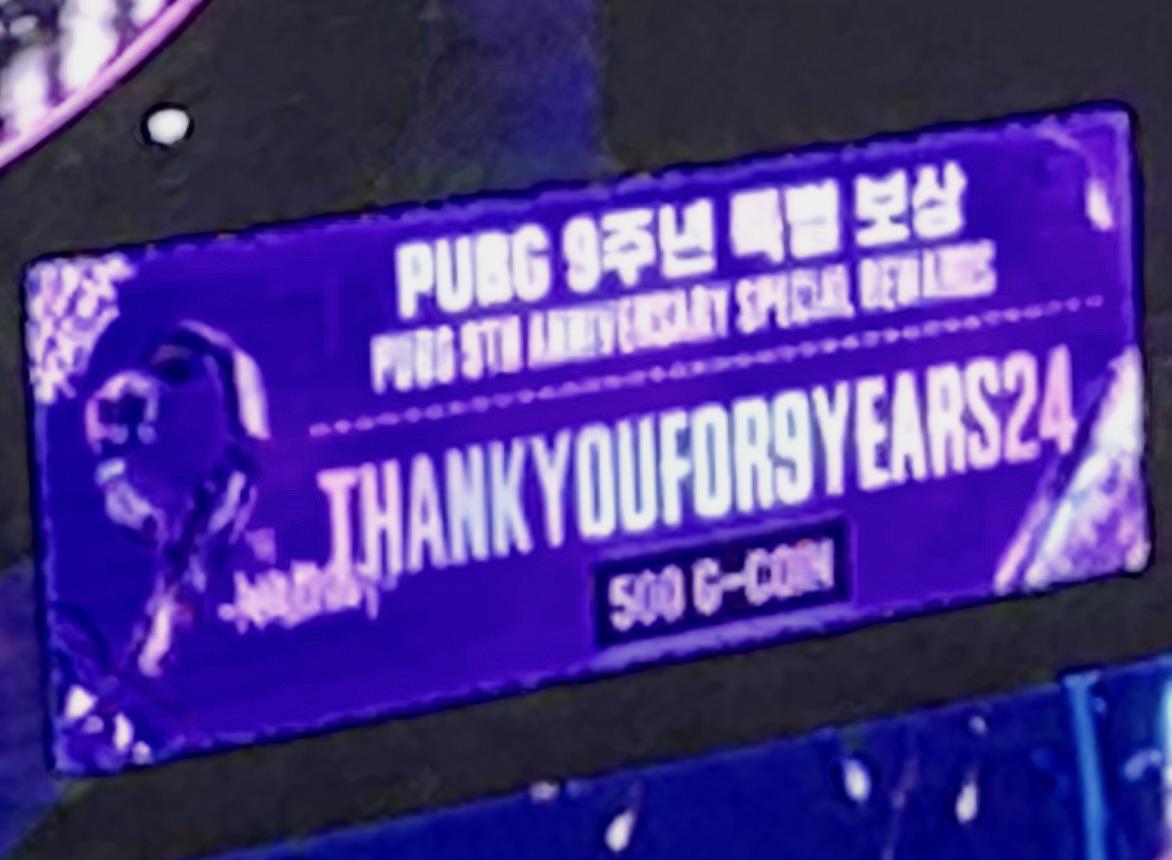 PUBG 9주년 특별 보상
PUBG 9TH ANNIVERSARY SPECIAL REWARDS
THANKYOUFOR9YEARS24
500 G-COIN